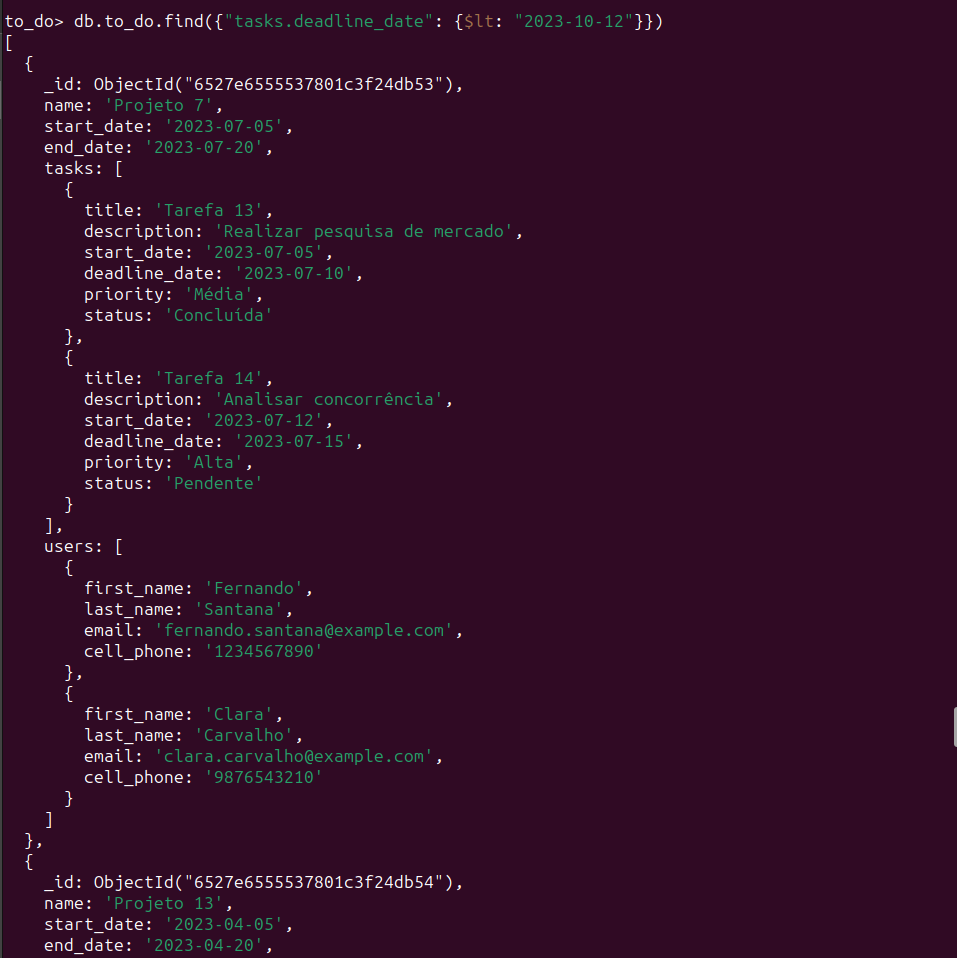 to_do> db.to_do.find({"tasks.deadline_date": {$lt: "2023-10-12"}})
[
  {
    _id: ObjectId("6527e6555537801c3f24db53"),
    name: 'Projeto 7',
    start_date: '2023-07-05',
    end_date: '2023-07-20',
    tasks: [
      {
        title: 'Tarefa 13',
        description: 'Realizar pesquisa de mercado',
        start_date: '2023-07-05',
        deadline_date: '2023-07-10',
        priority: 'Média',
        status: 'Concluída'
      },
      {
        title: 'Tarefa 14',
        description: 'Analisar concorrência',
        start_date: '2023-07-12',
        deadline_date: '2023-07-15',
        priority: 'Alta',
        status: 'Pendente'
      }
    ],
    users: [
      {
        first_name: 'Fernando',
        last_name: 'Santana',
        email: 'fernando.santana@example.com',
        cell_phone: '1234567890'
      },
      {
        first_name: 'Clara',
        last_name: 'Carvalho',
        email: 'clara.carvalho@example.com',
        cell_phone: '9876543210'
      }
    ]
  },
  {
    _id: ObjectId("6527e6555537801c3f24db54"),
    name: 'Projeto 13',
    start_date: '2023-04-05',
    end_date: '2023-04-20',